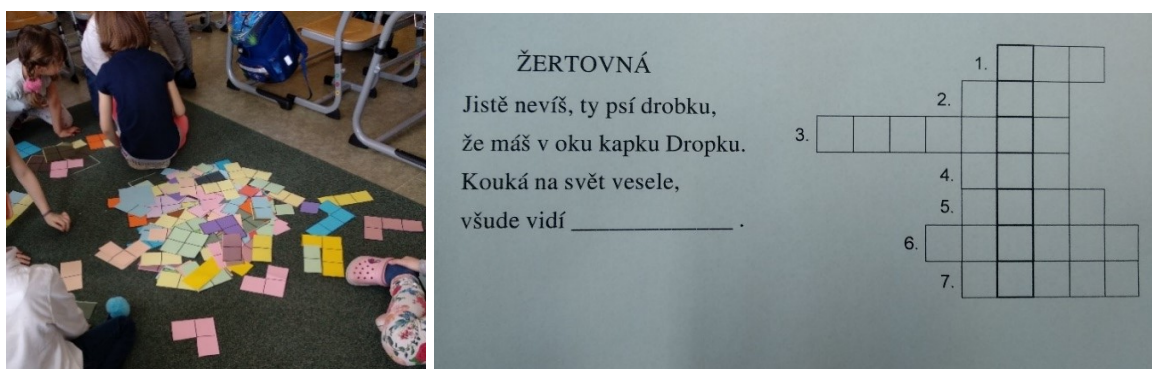 ŽERTOVNÁ
Jistě nevíš, ty psí drobku,
že máš v oku kapku Dropku.
Kouká na svět vesele,
všude vidí ______________ .
1.
2.
3.
4.
5.
6.
7.